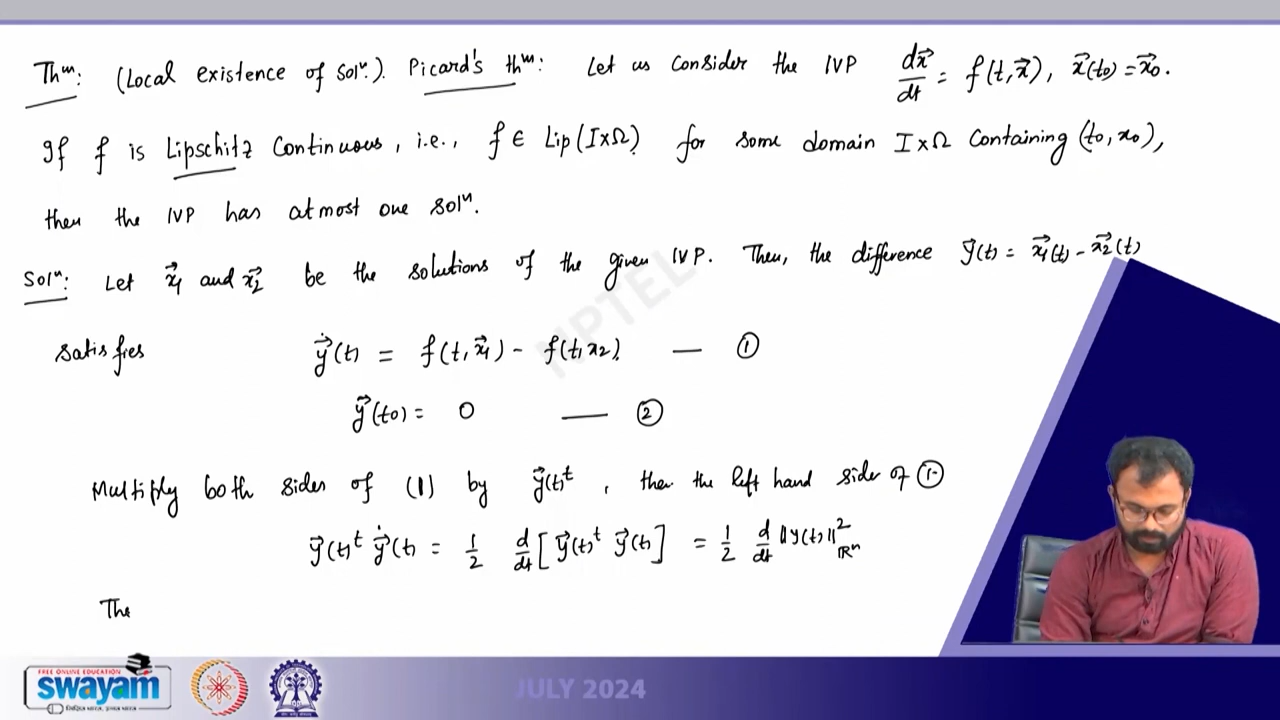 Thm: (Local existence of Soln.). Picard's thm: Let us consider the IVP dx⃗/dt = f(t,x⃗), x⃗(t0) = x⃗0.
If f is Lipschitz Continuous, i.e., f ∈ Lip(I×Ω) for some domain I×Ω Containing (t0, x0),
then the IVP has atmost one soln.
Soln: Let x⃗1 and x⃗2 be the solutions of the given IVP. Then, the difference y⃗(t) = x⃗1(t) - x⃗2(t)
Satisfies ẏ⃗(t) = f(t, x⃗1) - f(t, x2) — ①
y⃗(t0) = 0 — ②
Multiply both sides of (1) by y⃗(t)^t , then the left hand side of ①
y⃗(t)^t ẏ⃗(t) = 1/2 d/dt [y⃗(t)^t y⃗(t)] = 1/2 d/dt ||y(t)||²_ℝⁿ
The
NPTEL
FREE ONLINE EDUCATION
swayam
JULY 2024